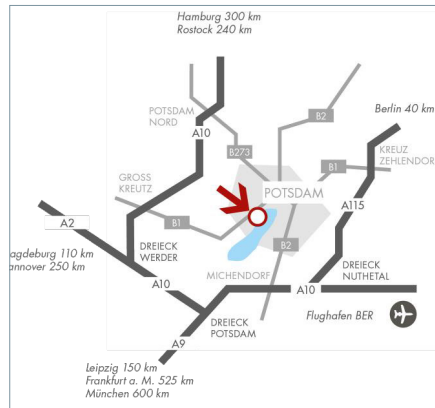 Hamburg 300 km
Rostock 240 km
POTSDAM
NORD
A10
B2
Berlin 40 km
B273
B1
KREUZ
ZEHLENDORF
GROSS
KREUTZ
POTSDAM
A2
B1
A115
agdeburg 110 km
annover 250 km
DREIECK
WERDER
B2
A10
MICHENDORF
DREIECK
NUTHETAL
A10
DREIECK
POTSDAM
Flughafen BER
A9
Leipzig 150 km
Frankfurt a. M. 525 km
München 600 km